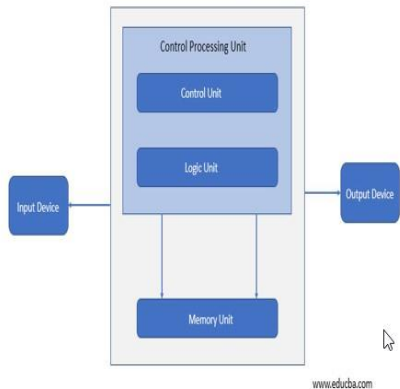 Control Processing Unit
Control Unit
Logic Unit
Input Device
Output Device
Memory Unit
www.educba.com